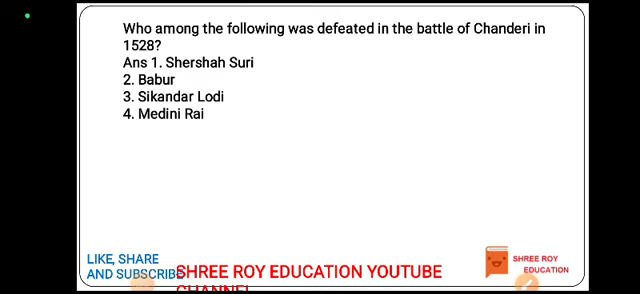 Who among the following was defeated in the battle of Chanderi in
1528?
Ans 1. Shershah Suri
2. Babur
3. Sikandar Lodi
4. Medini Rai
LIKE, SHARE
AND SUBSCRIBE
SHREE ROY EDUCATION YOUTUBE
CHANNEL
SHREE ROY
EDUCATION